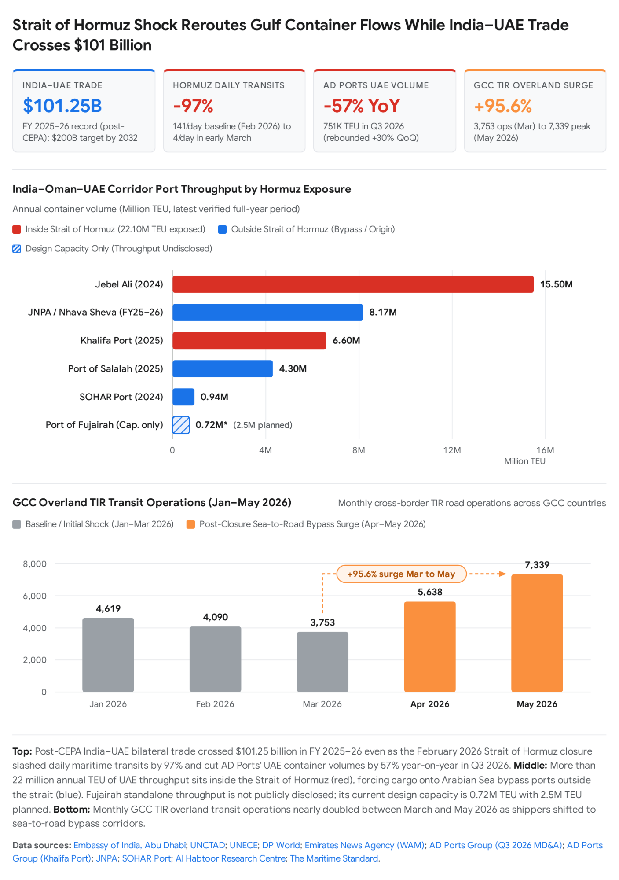 Strait of Hormuz Shock Reroutes Gulf Container Flows While India–UAE Trade
Crosses $101 Billion
INDIA–UAE TRADE
$101.25B
FY 2025–26 record (post-
CEPA); $200B target by 2032
HORMUZ DAILY TRANSITS
-97%
141/day baseline (Feb 2026) to
4/day in early March
AD PORTS UAE VOLUME
-57% YoY
751K TEU in Q3 2026
(rebounded +30% QoQ)
GCC TIR OVERLAND SURGE
+95.6%
3,753 ops (Mar) to 7,339 peak
(May 2026)
India–Oman–UAE Corridor Port Throughput by Hormuz Exposure
Annual container volume (Million TEU, latest verified full-year period)
Inside Strait of Hormuz (22.10M TEU exposed)
Outside Strait of Hormuz (Bypass / Origin)
Design Capacity Only (Throughput Undisclosed)
Jebel Ali (2024)
15.50M
JNPA / Nhava Sheva (FY25–26)
8.17M
Khalifa Port (2025)
6.60M
Port of Salalah (2025)
4.30M
SOHAR Port (2024)
0.94M
Port of Fujairah (Cap. only)
0.72M* (2.5M planned)
0
4M
8M
12M
16M
Million TEU
GCC Overland TIR Transit Operations (Jan–May 2026)
Monthly cross-border TIR road operations across GCC countries
Baseline / Initial Shock (Jan–Mar 2026)
Post-Closure Sea-to-Road Bypass Surge (Apr–May 2026)
8,000
6,000
4,000
2,000
0
+95.6% surge Mar to May
4,619
4,090
3,753
5,638
7,339
Jan 2026
Feb 2026
Mar 2026
Apr 2026
May 2026
Top: Post-CEPA India–UAE bilateral trade crossed $101.25 billion in FY 2025–26 even as the February 2026 Strait of Hormuz closure
slashed daily maritime transits by 97% and cut AD Ports' UAE container volumes by 57% year-on-year in Q3 2026. Middle: More than
22 million annual TEU of UAE throughput sits inside the Strait of Hormuz (red), forcing cargo onto Arabian Sea bypass ports outside
the strait (blue). Fujairah standalone throughput is not publicly disclosed; its current design capacity is 0.72M TEU with 2.5M TEU
planned. Bottom: Monthly GCC TIR overland transit operations nearly doubled between March and May 2026 as shippers shifted to
sea-to-road bypass corridors.
Data sources: Embassy of India, Abu Dhabi; UNCTAD; UNECE; DP World; Emirates News Agency (WAM); AD Ports Group (Q3 2026 MD&A); AD Ports
Group (Khalifa Port); JNPA; SOHAR Port; Al Habtoor Research Centre; The Maritime Standard.